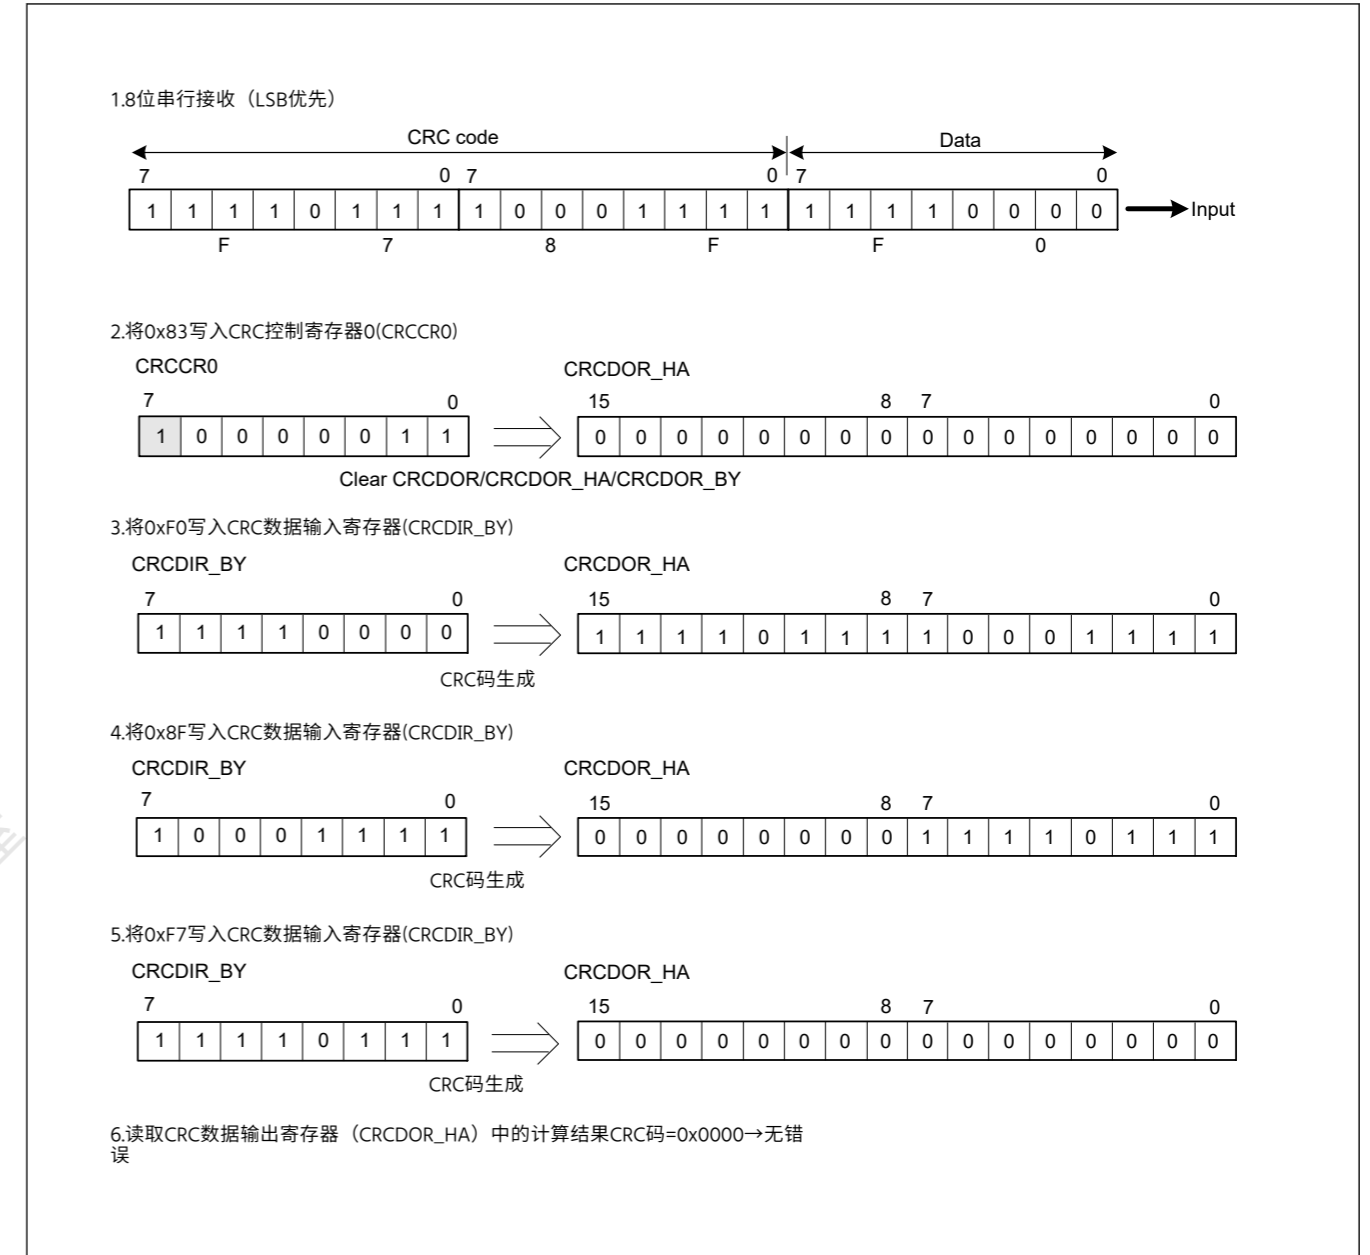 1.8位串行接收（LSB优先）
CRC code Data
7 0 7 0 7 0
1 1 1 1 0 1 1 1 1 0 0 0 1 1 1 1 1 1 1 1 0 0 0 0 Input
F 7 8 F F 0
2.将0x83写入CRC控制寄存器0(CRCCR0)
CRCCR0 CRCDOR_HA
7 0 15 8 7 0
1 0 0 0 0 0 1 1 0 0 0 0 0 0 0 0 0 0 0 0 0 0 0 0
Clear CRCDOR/CRCDOR_HA/CRCDOR_BY
3.将0xF0写入CRC数据输入寄存器(CRCDIR_BY)
CRCDIR_BY CRCDOR_HA
7 0 15 8 7 0
1 1 1 1 0 0 0 0 1 1 1 1 0 1 1 1 1 0 0 0 1 1 1 1
CRC码生成
4.将0x8F写入CRC数据输入寄存器(CRCDIR_BY)
CRCDIR_BY CRCDOR_HA
7 0 15 8 7 0
1 0 0 0 1 1 1 1 0 0 0 0 0 0 0 0 1 1 1 1 0 1 1 1
CRC码生成
5.将0xF7写入CRC数据输入寄存器(CRCDIR_BY)
CRCDIR_BY CRCDOR_HA
7 0 15 8 7 0
1 1 1 1 0 1 1 1 0 0 0 0 0 0 0 0 0 0 0 0 0 0 0 0
CRC码生成
6.读取CRC数据输出寄存器（CRCDOR_HA）中的计算结果CRC码=0x0000→无错
误